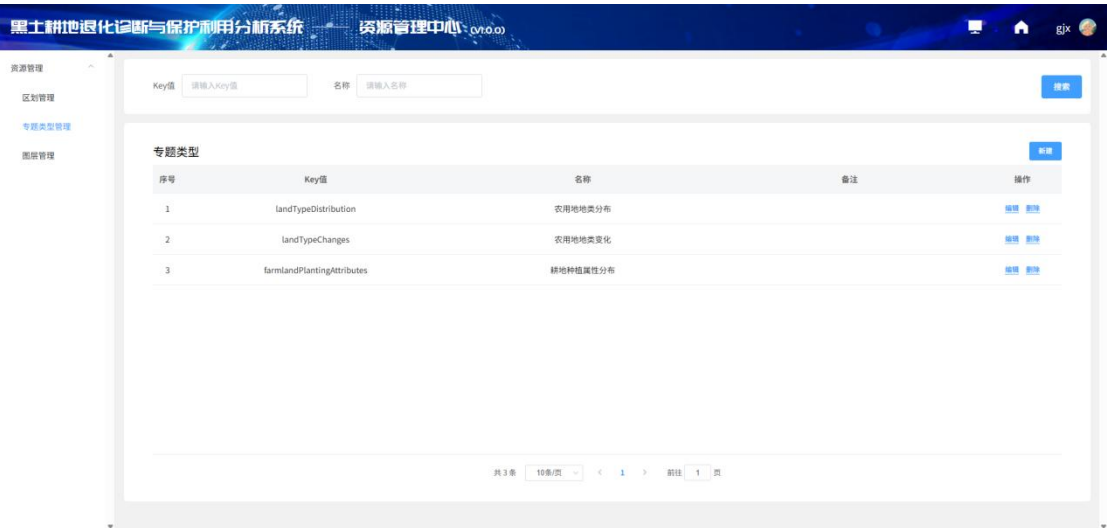 黑土耕地退化诊断与保护利用分析系统 —— 资源管理中心 (V1.0.0) gjx
资源管理
区划管理
专题类型管理
图层管理
Key值 请输入Key值 名称 请输入名称 搜索
专题类型 新建
序号 Key值 名称 备注 操作
1 landTypeDistribution 农用地地类分布 编辑 删除
2 landTypeChanges 农用地地类变化 编辑 删除
3 farmlandPlantingAttributes 耕地种植属性分布 编辑 删除
共 3 条 10条/页 < 1 > 前往 1 页